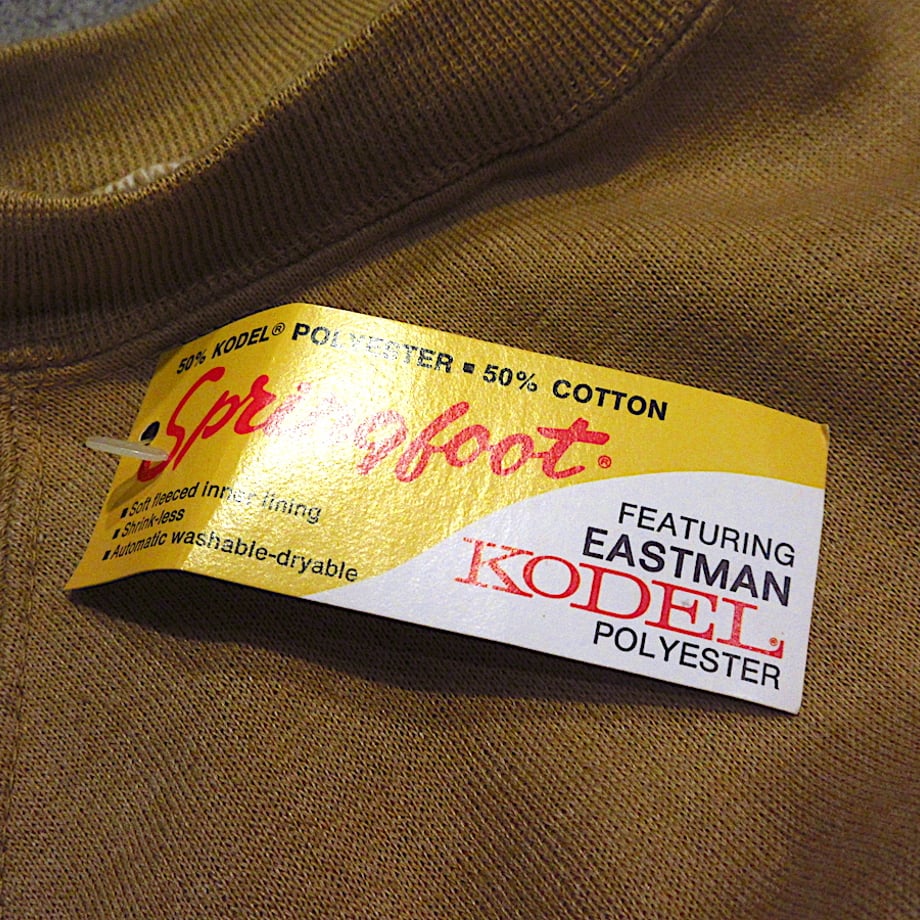 50% KODEL® POLYESTER ▪ 50% COTTON
Springfoot®
▪ Soft fleeced inner lining
▪ Shrink-less
▪ Automatic washable-dryable
FEATURING
EASTMAN
KODEL®
POLYESTER